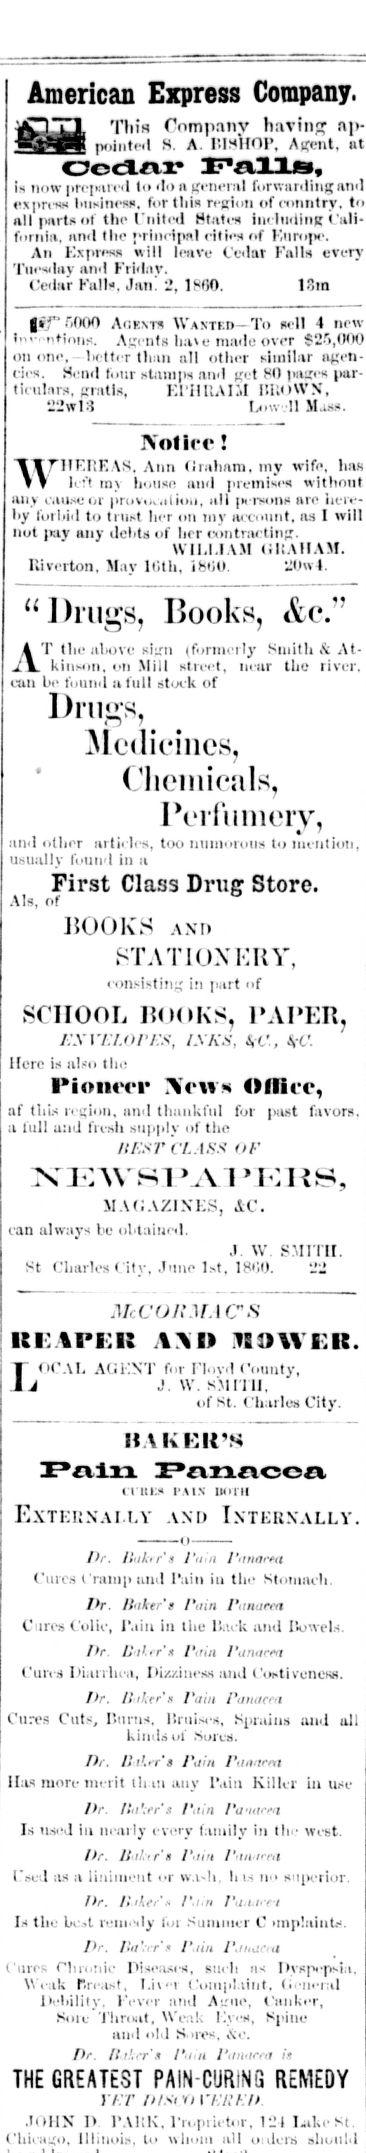 American Express Company.
This Company having ap-
pointed S. A. BISHOP, Agent, at
Cedar Falls,
is now prepared to do a general forwarding and
express business, for this region of country, to
all parts of the United States including Cali-
fornia, and the principal cities of Europe.
An Express will leave Cedar Falls every
Tuesday and Friday.
Cedar Falls, Jan. 2, 1860. 13m
5000 AGENTS WANTED—To sell 4 new
inventions. Agents have made over $25,000
on one,—better than all other similar agen-
cies. Send four stamps and get 80 pages par-
ticulars, gratis, EPHRAIM BROWN,
22w13 Lowell Mass.
Notice!
WHEREAS, Ann Graham, my wife, has
left my house and premises without
any cause or provocation, all persons are here-
by forbid to trust her on my account, as I will
not pay any debts of her contracting.
WILLIAM GRAHAM.
Riverton, May 16th, 1860. 20w4.
"Drugs, Books, &c."
AT the above sign (formerly Smith & At-
kinson, on Mill street, near the river,
can be found a full stock of
Drugs,
Medicines,
Chemicals,
Perfumery,
and other articles, too numorous to mention,
usually found in a
First Class Drug Store.
Als, of
BOOKS AND
STATIONERY,
consisting in part of
SCHOOL BOOKS, PAPER,
ENVELOPES, INKS, &C., &C.
Here is also the
Pioneer News Office,
af this region, and thankful for past favors,
a full and fresh supply of the
BEST CLASS OF
NEWSPAPERS,
MAGAZINES, &C.
can always be obtained.
J. W. SMITH.
St Charles City, June 1st, 1860. 22
McCORMAC'S
REAPER AND MOWER.
LOCAL AGENT for Floyd County,
J. W. SMITH,
of St. Charles City.
BAKER'S
Pain Panacea
CURES PAIN BOTH
EXTERNALLY AND INTERNALLY.
—o—
Dr. Baker's Pain Panacea
Cures Cramp and Pain in the Stomach.
Dr. Baker's Pain Panacea
Cures Colic, Pain in the Back and Bowels.
Dr. Baker's Pain Panacea
Cures Diarrhea, Dizziness and Costiveness.
Dr. Baker's Pain Panacea
Cures Cuts, Burns, Bruises, Sprains and all
kinds of Sores.
Dr. Baker's Pain Panacea
Has more merit than any Pain Killer in use
Dr. Baker's Pain Panacea
Is used in nearly every family in the west.
Dr. Baker's Pain Panacea
Used as a liniment or wash, has no superior.
Dr. Baker's Pain Panacea
Is the best remedy for Summer Complaints.
Dr. Baker's Pain Panacea
Cures Chronic Diseases, such as Dyspepsia,
Weak Breast, Liver Complaint, General
Debility, Fever and Ague, Canker,
Sore Throat, Weak Eyes, Spine
and old Sores, &c.
Dr. Baker's Pain Panacea is
THE GREATEST PAIN-CURING REMEDY
YET DISCOVERED.
JOHN D. PARK, Proprietor, 124 Lake St.
Chicago, Illinois, to whom all orders should